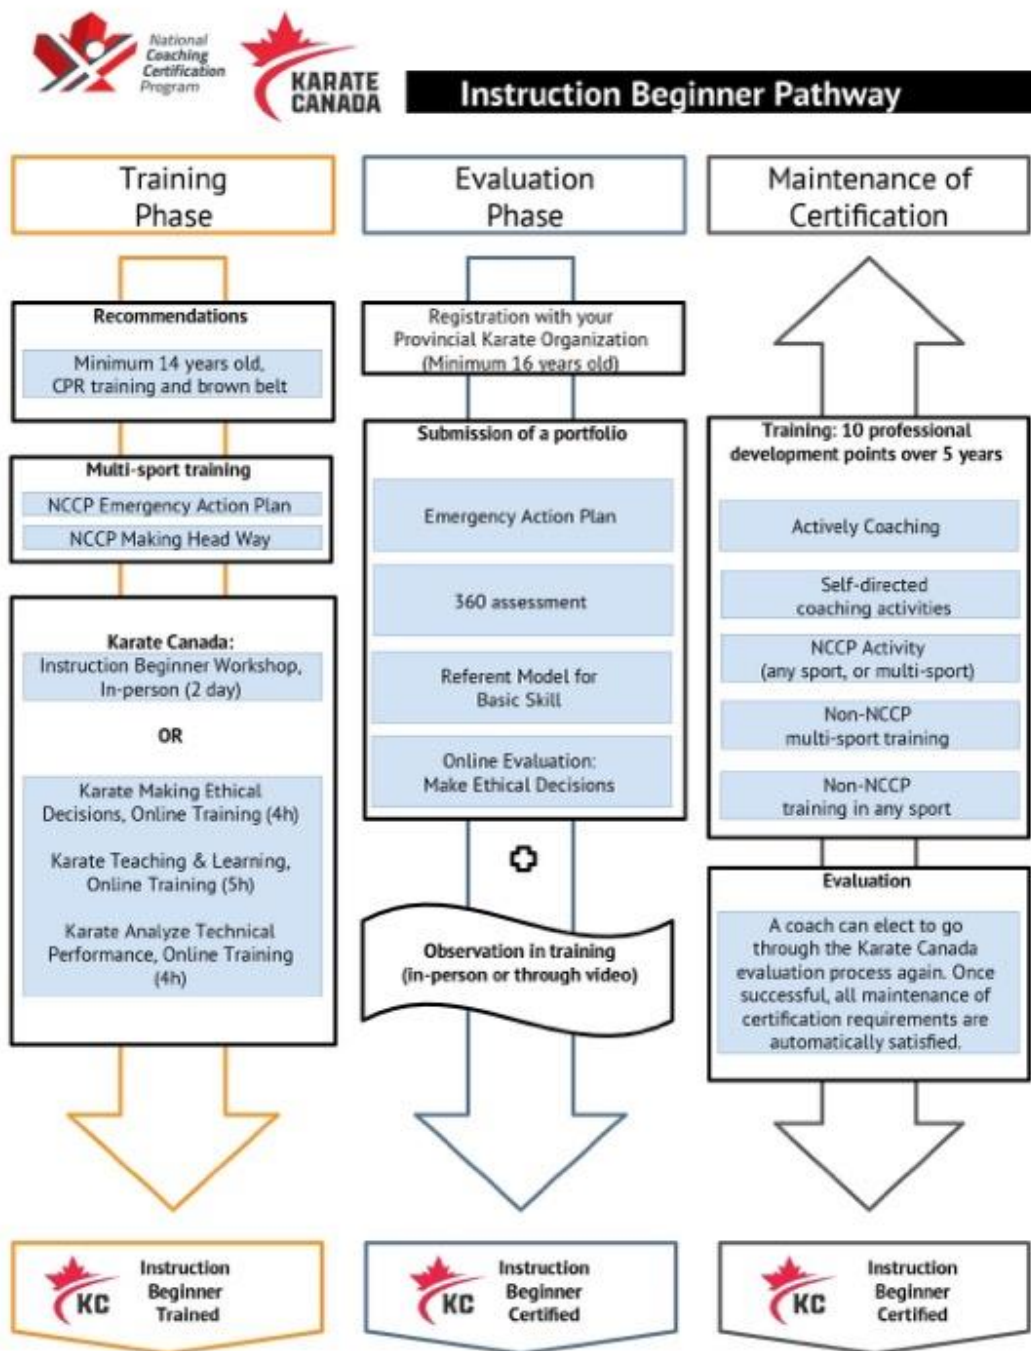 National
Coaching
Certification
Program
KARATE
CANADA
Instruction Beginner Pathway
Training
Phase
Recommendations
Minimum 14 years old,
CPR training and brown belt
Multi-sport training
NCCP Emergency Action Plan
NCCP Making Head Way
Karate Canada:
Instruction Beginner Workshop,
In-person (2 day)
OR
Karate Making Ethical
Decisions, Online Training (4h)
Karate Teaching & Learning,
Online Training (5h)
Karate Analyze Technical
Performance, Online Training
(4h)
KC
Instruction
Beginner
Trained
Evaluation
Phase
Registration with your
Provincial Karate Organization
(Minimum 16 years old)
Submission of a portfolio
Emergency Action Plan
360 assessment
Referent Model for
Basic Skill
Online Evaluation:
Make Ethical Decisions
Observation in training
(in-person or through video)
KC
Instruction
Beginner
Certified
Maintenance of
Certification
Training: 10 professional
development points over 5 years
Actively Coaching
Self-directed
coaching activities
NCCP Activity
(any sport, or multi-sport)
Non-NCCP
multi-sport training
Non-NCCP
training in any sport
Evaluation
A coach can elect to go
through the Karate Canada
evaluation process again. Once
successful, all maintenance of
certification requirements are
automatically satisfied.
KC
Instruction
Beginner
Certified